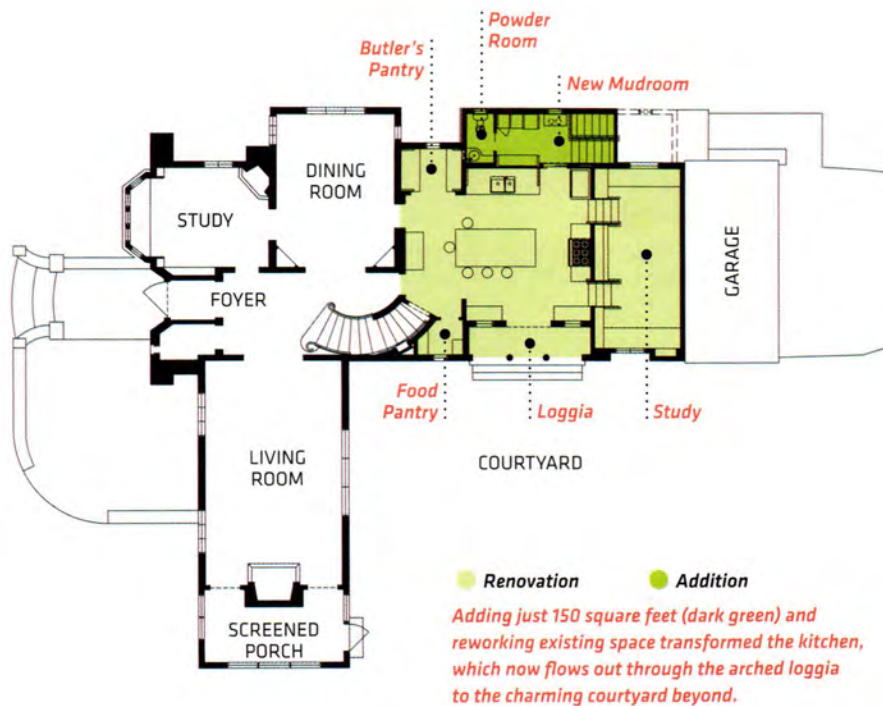 Powder
Room
Butler's
Pantry
New Mudroom
DINING
ROOM
STUDY
FOYER
GARAGE
Food
Pantry
Loggia
Study
LIVING
ROOM
COURTYARD
Renovation
Addition
Adding just 150 square feet (dark green) and
reworking existing space transformed the kitchen,
which now flows out through the arched loggia
to the charming courtyard beyond.
SCREENED
PORCH